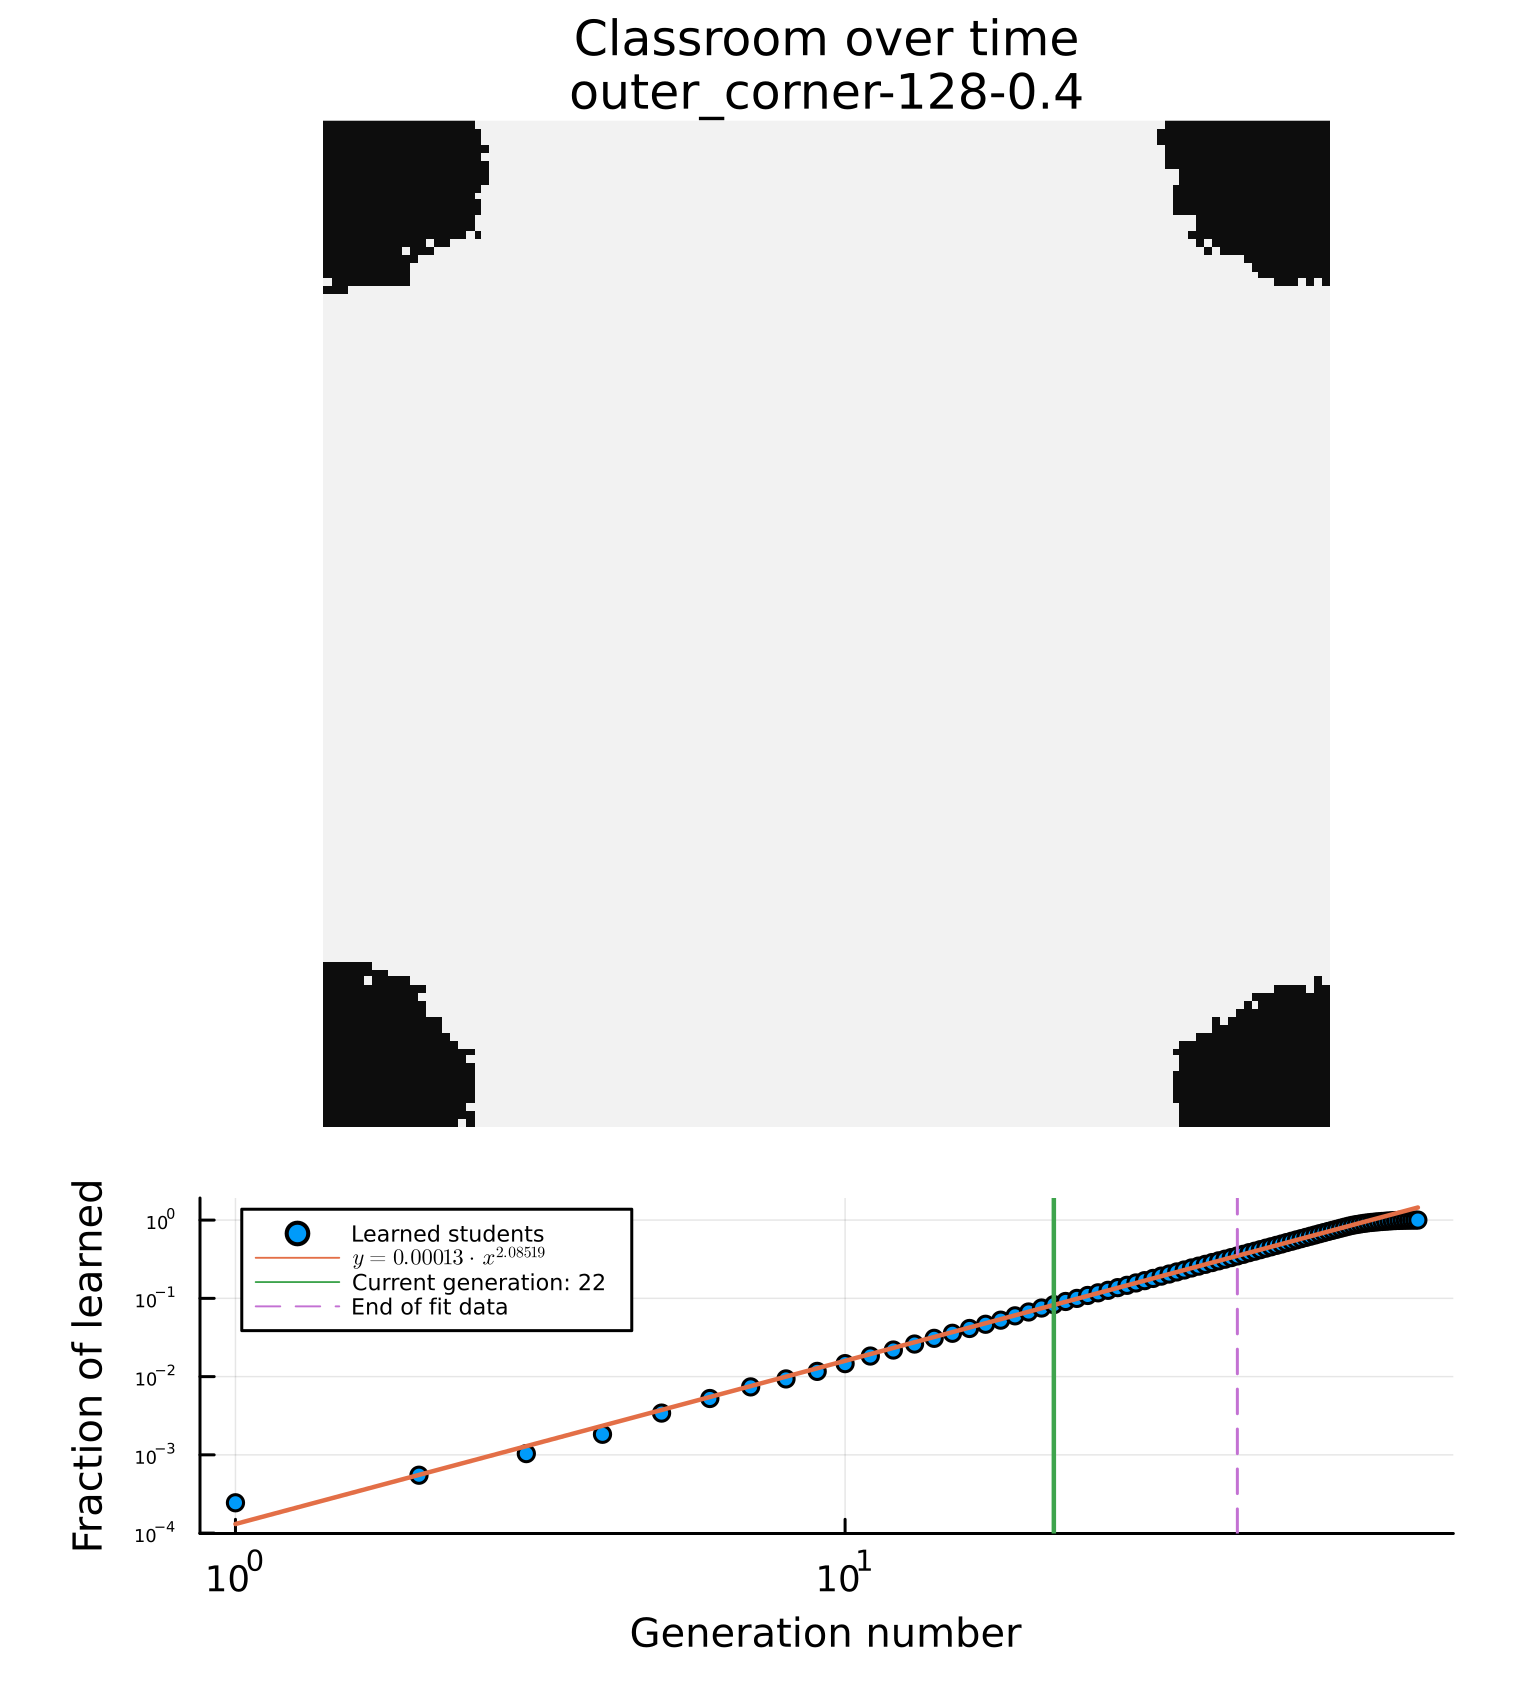 Classroom over time
outer_corner-128-0.4
Fraction of learned
10^0
10^-1
10^-2
10^-3
10^-4
Learned students
y = 0.00013 · x^2.08519
Current generation: 22
End of fit data
10^0
10^1
Generation number